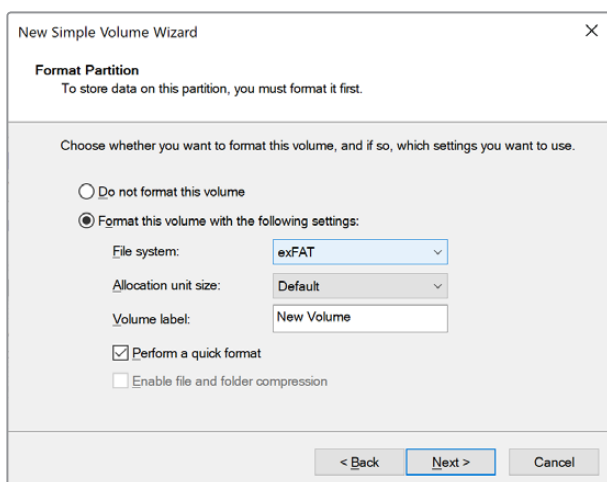 New Simple Volume Wizard
Format Partition
To store data on this partition, you must format it first.
Choose whether you want to format this volume, and if so, which settings you want to use.
Do not format this volume
Format this volume with the following settings:
File system: exFAT
Allocation unit size: Default
Volume label: New Volume
Perform a quick format
Enable file and folder compression
< Back Next > Cancel